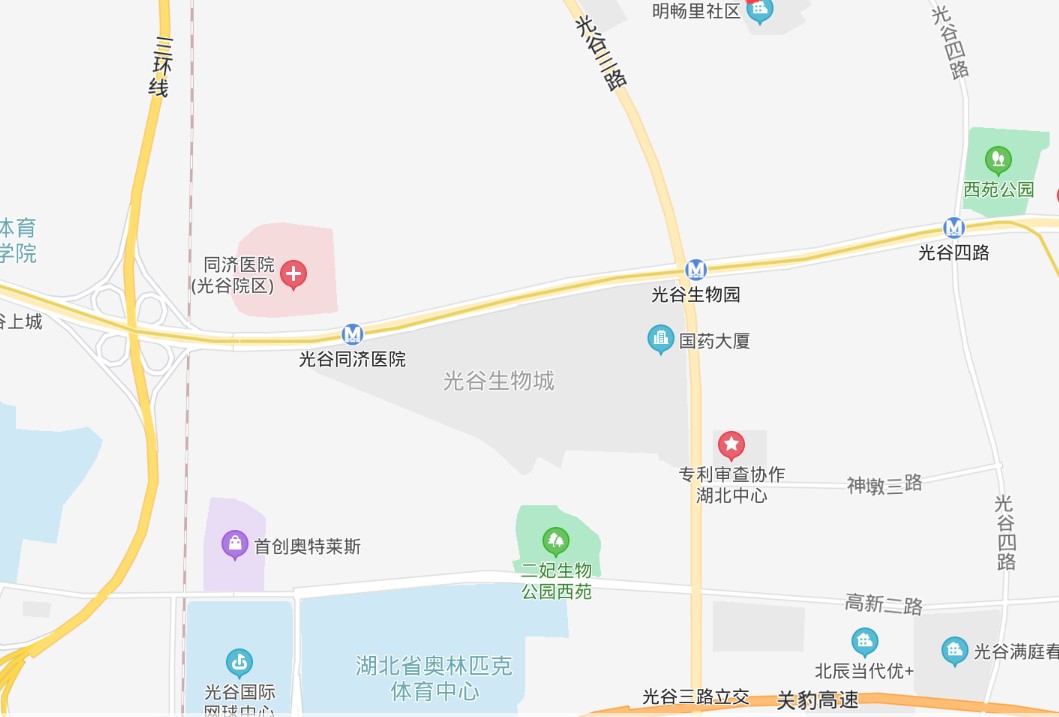 明畅里社区
光谷三路
光谷四路
三环线
西苑公园
体育
学院
光谷四路
同济医院
(光谷院区)
光谷生物园
谷上城
国药大厦
光谷同济医院
光谷生物城
专利审查协作
湖北中心
神墩三路
光谷四路
首创奥特莱斯
二妃生物
公园西苑
高新二路
光谷满庭春
北辰当代优+
湖北省奥林匹克
体育中心
光谷国际
网球中心
光谷三路立交
关豹高速